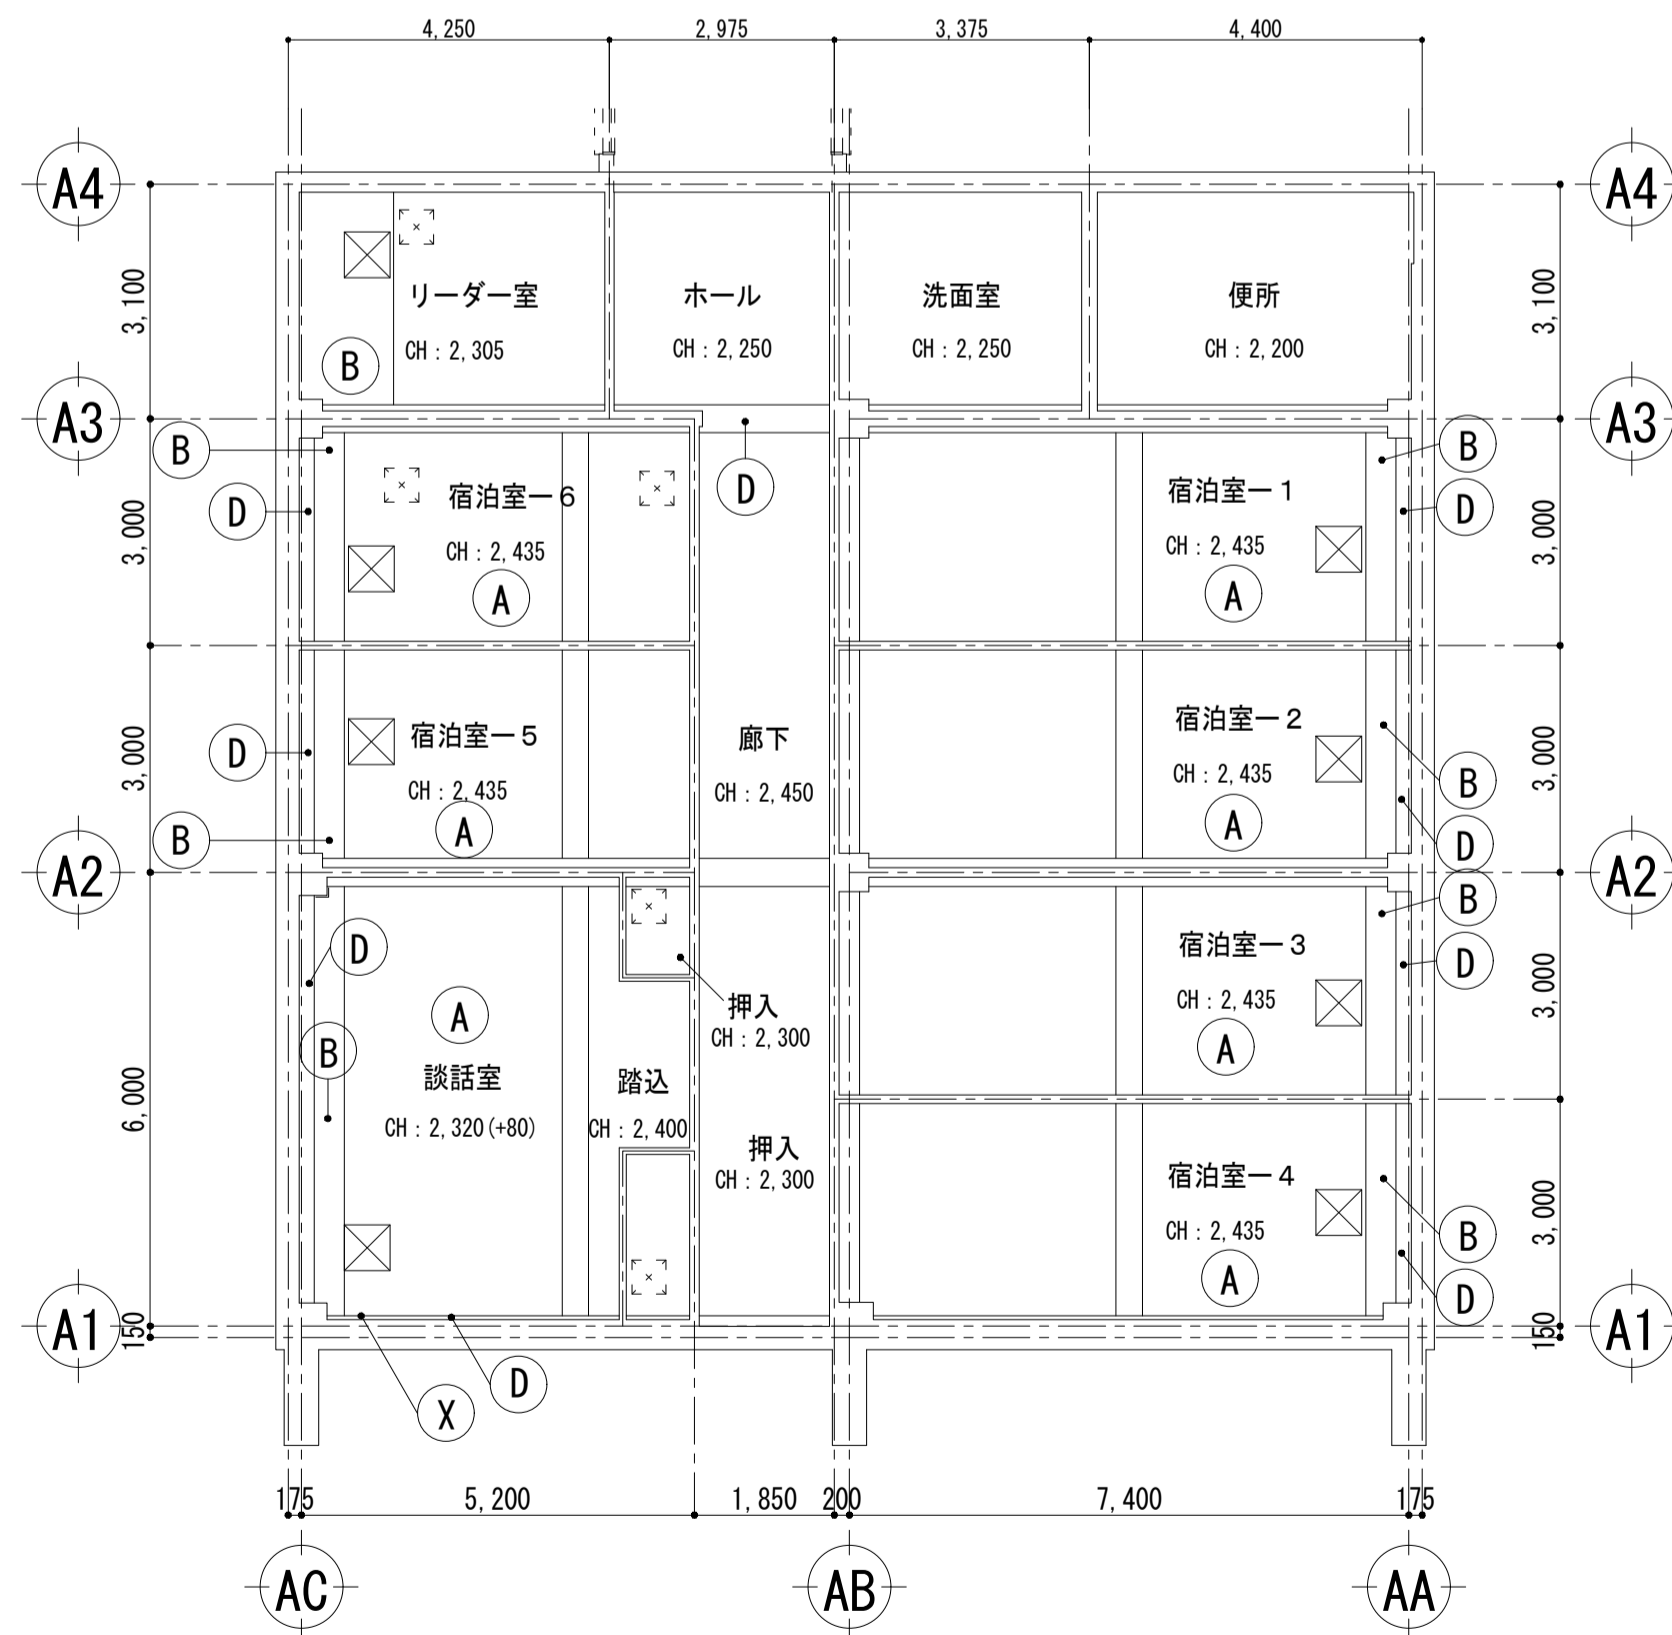 4,250 2,975 3,375 4,400
A4 A4
3,100 リーダー室 ホール 洗面室 便所 3,100
CH：2,305 CH：2,250 CH：2,250 CH：2,200
B
A3 A3
B D B
D 宿泊室ー6 宿泊室ー1 D
3,000 CH：2,435 CH：2,435 3,000
A A
D 宿泊室ー5 廊下 宿泊室ー2
3,000 CH：2,435 CH：2,450 CH：2,435 B 3,000
B A A D
A2 A2
B
D 宿泊室ー3 D
A 押入 CH：2,435 3,000
B CH：2,300 A
6,000 談話室 踏込
CH：2,320(+80) CH：2,400 押入
CH：2,300 宿泊室ー4
CH：2,435 B 3,000
A D
A1 150 150 A1
X D
175 5,200 1,850 200 7,400 175
AC AB AA